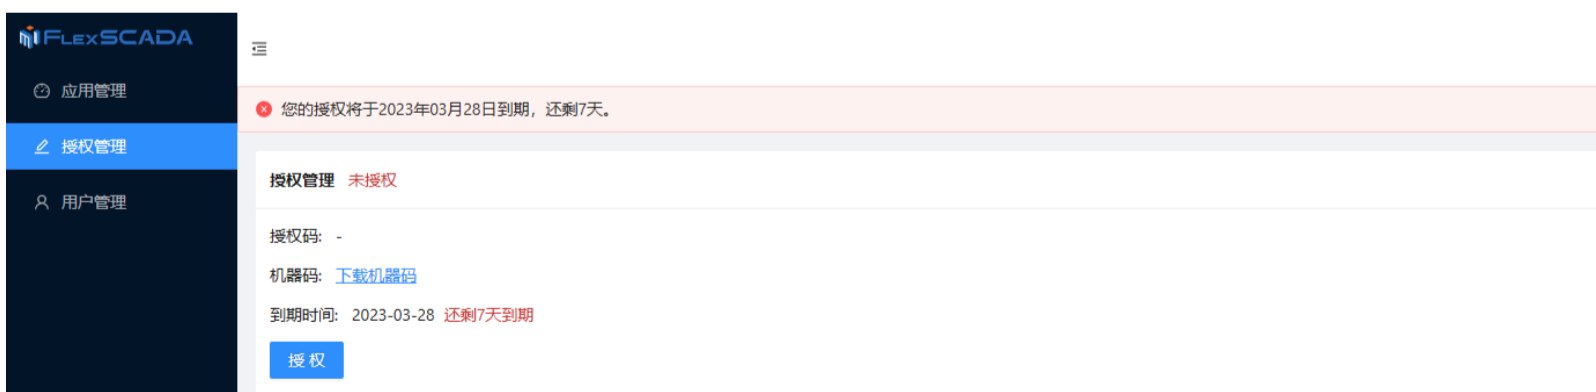 FLEXSCADA
应用管理
授权管理
用户管理
您的授权将于2023年03月28日到期，还剩7天。
授权管理 未授权
授权码: -
机器码: 下载机器码
到期时间: 2023-03-28 还剩7天到期
授 权